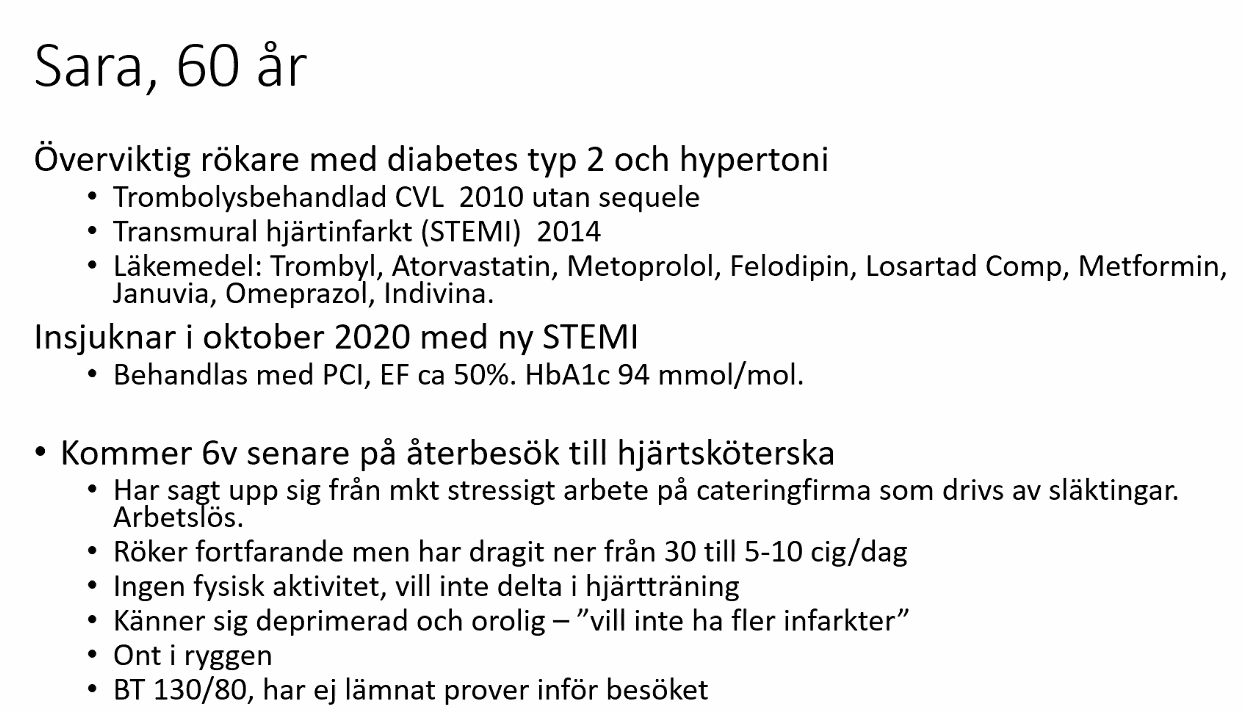 Sara, 60 år
Överviktig rökare med diabetes typ 2 och hypertoni
• Trombolysbehandlad CVL 2010 utan sequele
• Transmural hjärtinfarkt (STEMI) 2014
• Läkemedel: Trombyl, Atorvastatin, Metoprolol, Felodipin, Losartad Comp, Metformin,
Januvia, Omeprazol, Indivina.
Insjuknar i oktober 2020 med ny STEMI
• Behandlas med PCI, EF ca 50%. HbA1c 94 mmol/mol.
• Kommer 6v senare på återbesök till hjärtsköterska
• Har sagt upp sig från mkt stressigt arbete på cateringfirma som drivs av släktingar.
Arbetslös.
• Röker fortfarande men har dragit ner från 30 till 5-10 cig/dag
• Ingen fysisk aktivitet, vill inte delta i hjärtträning
• Känner sig deprimerad och orolig – ”vill inte ha fler infarkter”
• Ont i ryggen
• BT 130/80, har ej lämnat prover inför besöket